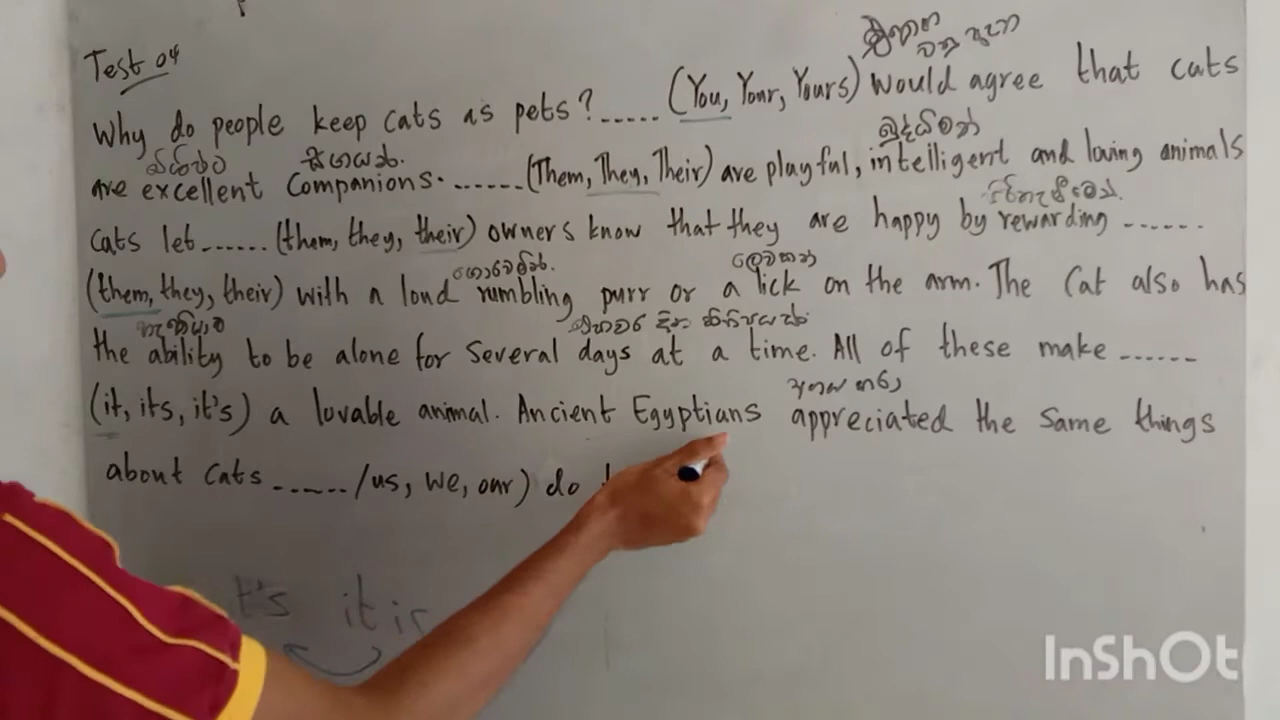 Test 04
Why do people keep cats as pets?...... (You, Your, Yours) would agree that cats
are excellent companions. ....... (Them, They, Their) are playful, intelligent and loving animals
cats let ...... (them, they, their) owners know that they are happy by rewarding ......
(them, they, their) with a loud rumbling purr or a lick on the arm. The Cat also has
හැකියාව
the ability to be alone for several days at a time. All of these make ......
(it, its, it's) a lovable animal. Ancient Egyptians appreciated the same things
about cats ...... /us, we, our) do
t's it is
InShOt